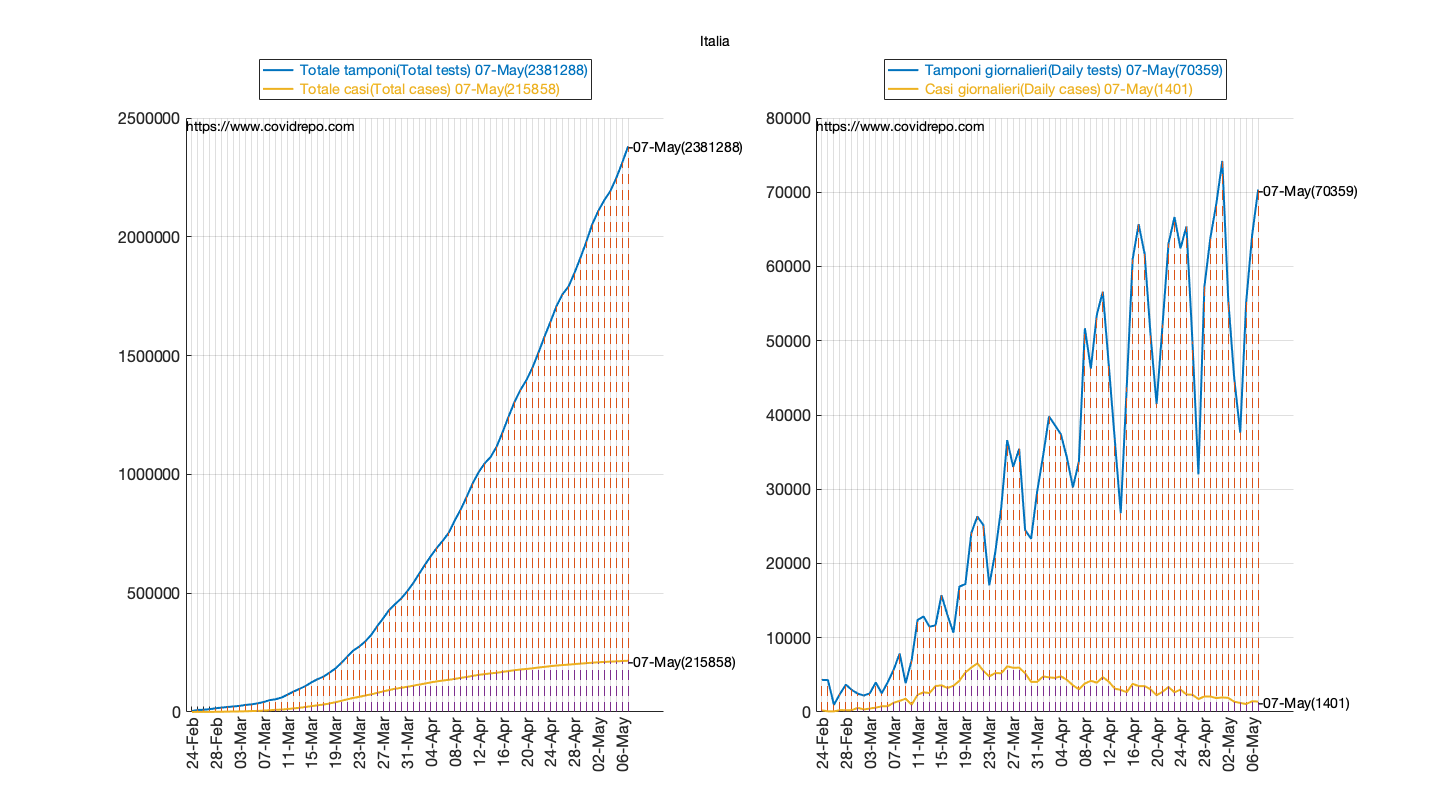 Italia
Totale tamponi(Total tests) 07-May(2381288)
Totale casi(Total cases) 07-May(215858)
https://www.covidrepo.com
2500000
2000000
1500000
1000000
500000
0
-07-May(2381288)
-07-May(215858)
24-Feb
28-Feb
03-Mar
07-Mar
11-Mar
15-Mar
19-Mar
23-Mar
27-Mar
31-Mar
04-Apr
08-Apr
12-Apr
16-Apr
20-Apr
24-Apr
28-Apr
02-May
06-May
Tamponi giornalieri(Daily tests) 07-May(70359)
Casi giornalieri(Daily cases) 07-May(1401)
https://www.covidrepo.com
80000
70000
60000
50000
40000
30000
20000
10000
0
-07-May(70359)
-07-May(1401)
24-Feb
28-Feb
03-Mar
07-Mar
11-Mar
15-Mar
19-Mar
23-Mar
27-Mar
31-Mar
04-Apr
08-Apr
12-Apr
16-Apr
20-Apr
24-Apr
28-Apr
02-May
06-May